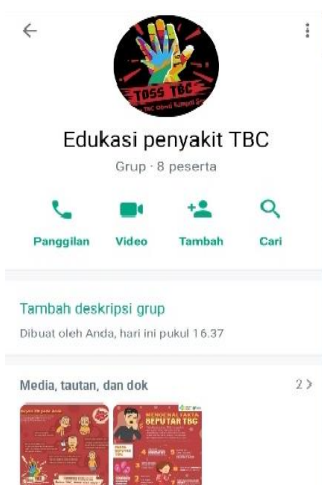 TOSS TBC
Edukasi penyakit TBC
Grup · 8 peserta
Panggilan Video Tambah Cari
Tambah deskripsi grup
Dibuat oleh Anda, hari ini pukul 16.37
Media, tautan, dan dok 2 >
MENGENAL FAKTA
SEPUTAR TBC